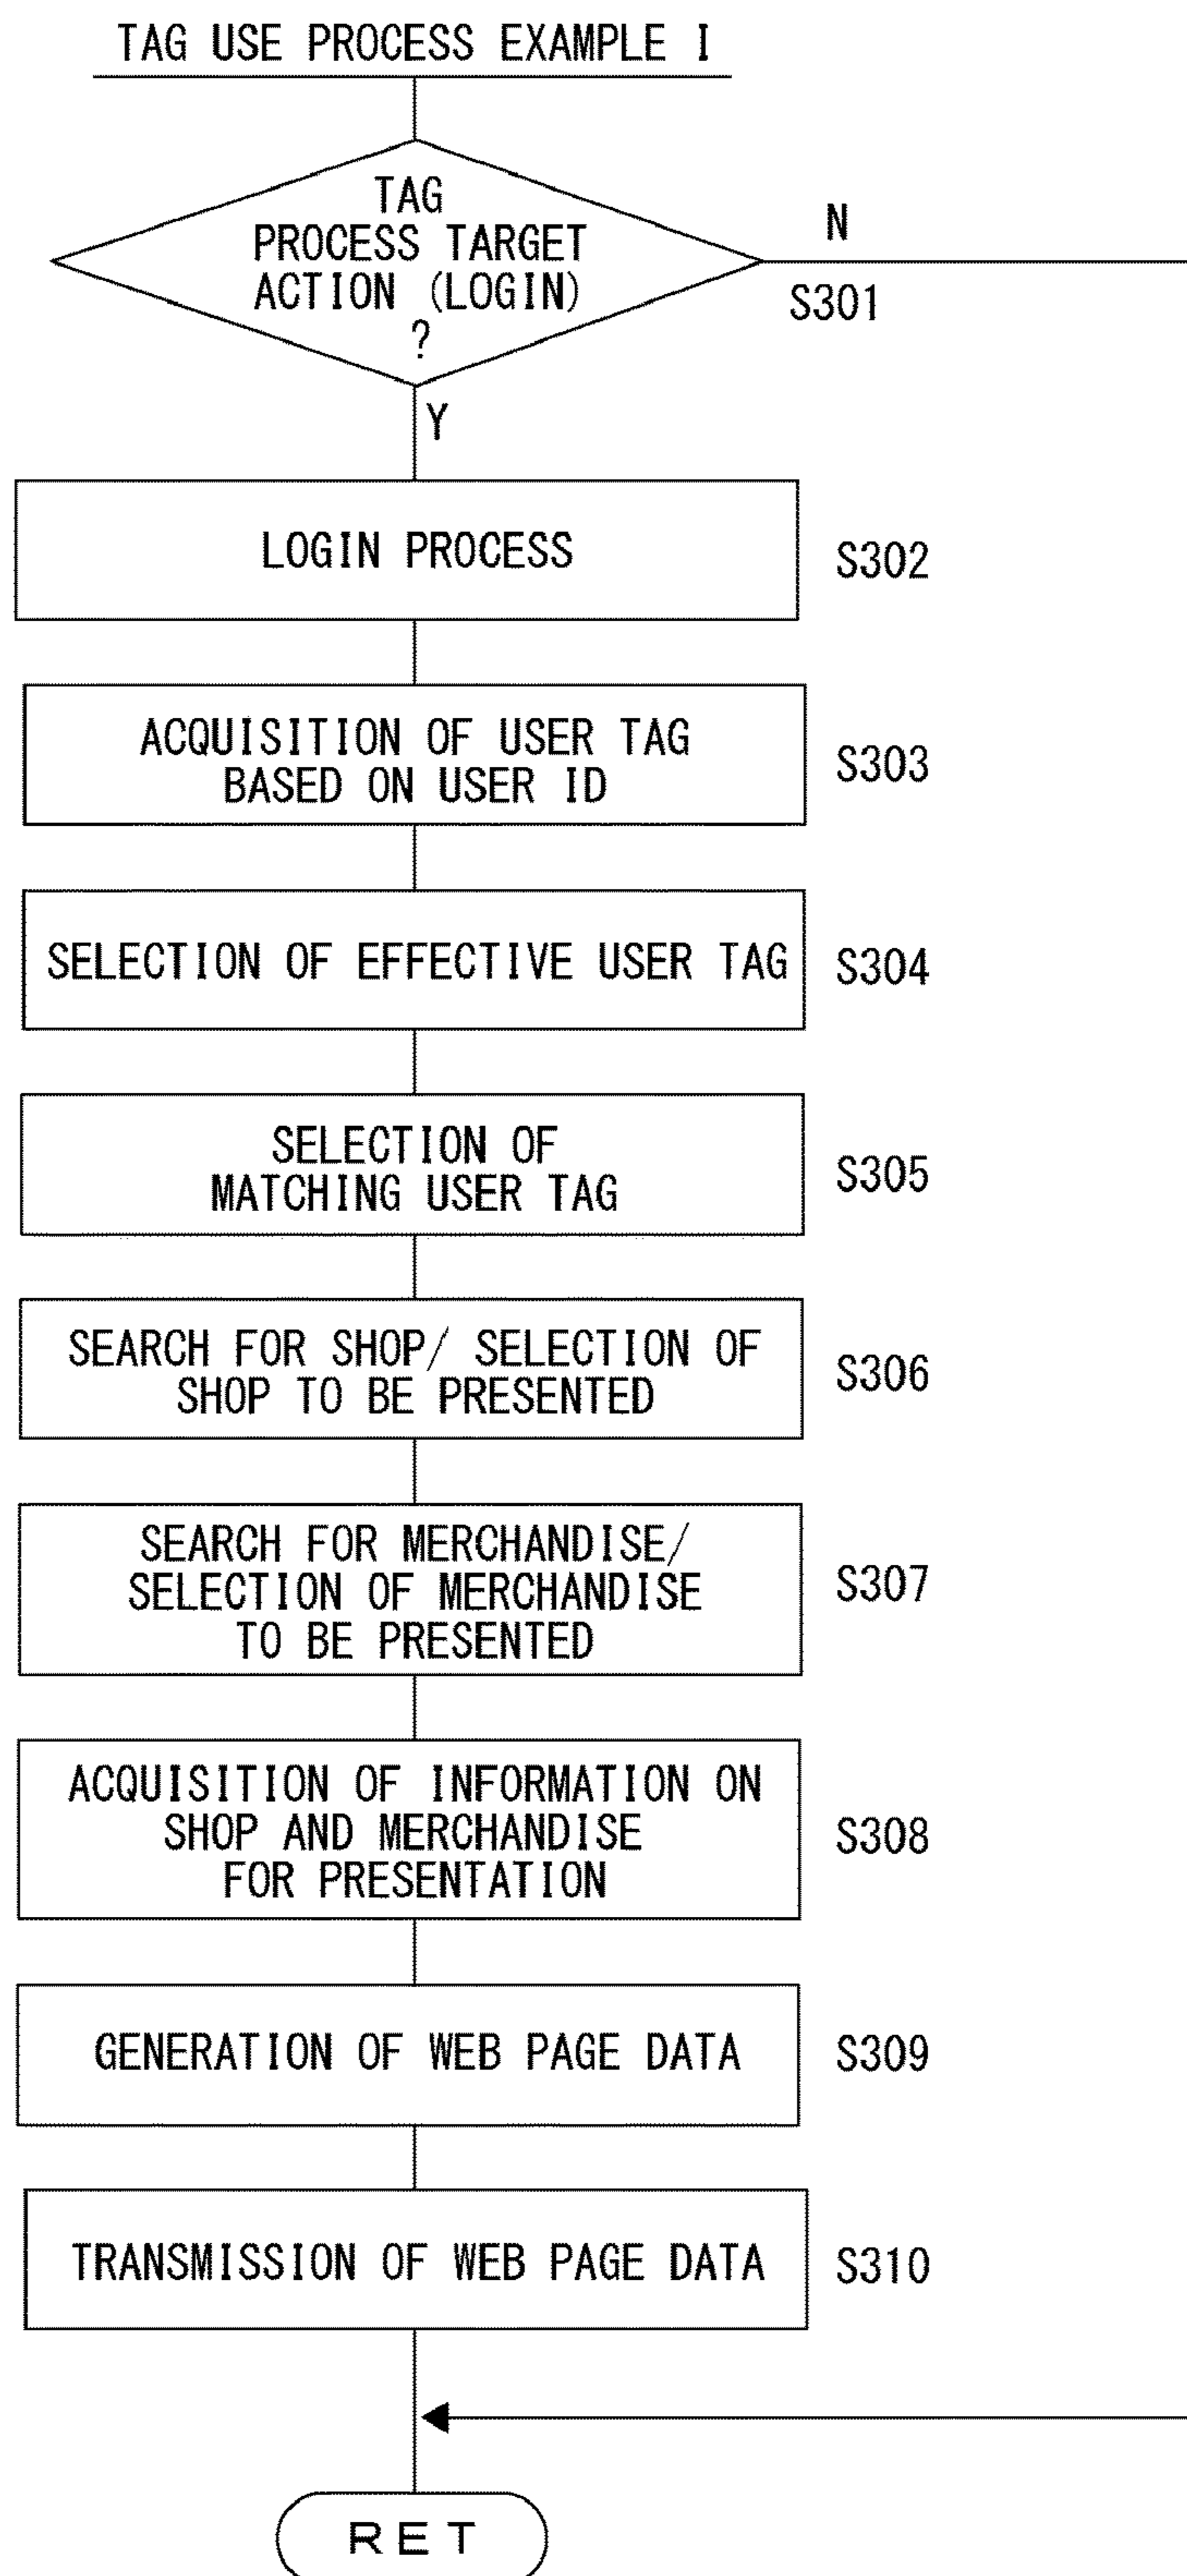 TAG USE PROCESS EXAMPLE I
TAG
PROCESS TARGET
ACTION (LOGIN)
?
N
S301
Y
LOGIN PROCESS
S302
ACQUISITION OF USER TAG
BASED ON USER ID
S303
SELECTION OF EFFECTIVE USER TAG
S304
SELECTION OF
MATCHING USER TAG
S305
SEARCH FOR SHOP/ SELECTION OF
SHOP TO BE PRESENTED
S306
SEARCH FOR MERCHANDISE/
SELECTION OF MERCHANDISE
TO BE PRESENTED
S307
ACQUISITION OF INFORMATION ON
SHOP AND MERCHANDISE
FOR PRESENTATION
S308
GENERATION OF WEB PAGE DATA
S309
TRANSMISSION OF WEB PAGE DATA
S310
RET